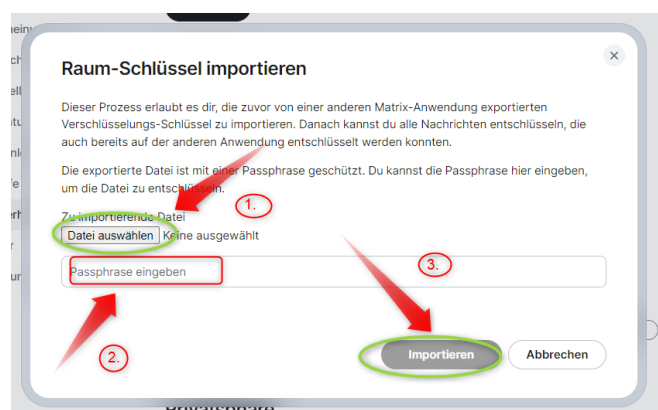 Raum-Schlüssel importieren
Dieser Prozess erlaubt es dir, die zuvor von einer anderen Matrix-Anwendung exportierten
Verschlüsselungs-Schlüssel zu importieren. Danach kannst du alle Nachrichten entschlüsseln, die
auch bereits auf der anderen Anwendung entschlüsselt werden konnten.
Die exportierte Datei ist mit einer Passphrase geschützt. Du kannst die Passphrase hier eingeben,
um die Datei zu entschlüsseln.
1.
Zu importierende Datei
Datei auswählen Keine ausgewählt
3.
Passphrase eingeben
2.
Importieren Abbrechen